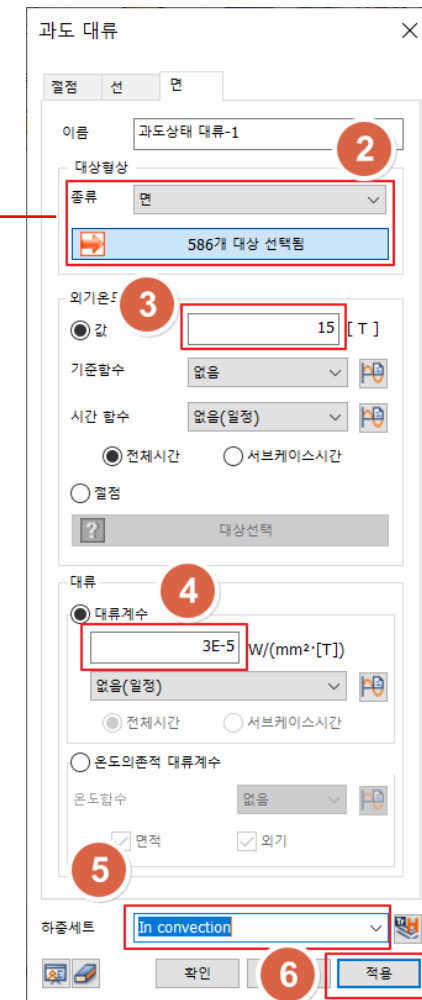 과도 대류
절점 선 면
이름 과도상태 대류-1
2
대상형상
종류 면
586개 대상 선택됨
3
값 15 [ T ]
기준함수 없음
시간 함수 없음(일정)
전체시간 서브케이스시간
절점
? 대상선택
대류
4
대류계수
3E-5 W/(mm²·[T])
없음(일정)
전체시간 서브케이스시간
온도의존적 대류계수
온도함수 없음
면적 외기
5
하중세트 In convection
확인 6 적용